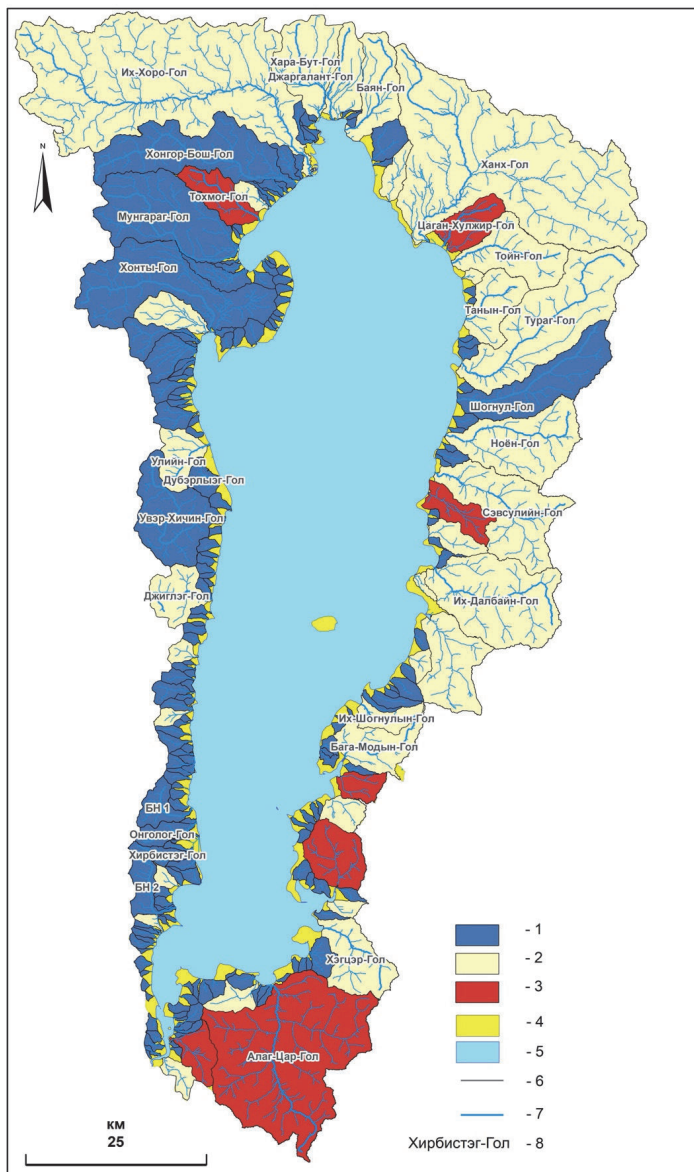 Хара-Бут-Гол
Джаргалант-Гол
Их-Хоро-Гол
Баян-Гол
N
Хонгор-Бош-Гол
Ханх-Гол
Тохмог-Гол
Мунгараг-Гол
Цаган-Хулжир-Гол
Тойн-Гол
Хонты-Гол
Танын-Гол
Тураг-Гол
Шогнул-Гол
Ноён-Гол
Улийн-Гол
Дубэрлыэг-Гол
Сэвсулийн-Гол
Увэр-Хичин-Гол
Джиглэг-Гол
Их-Далбайн-Гол
Их-Шогнулын-Гол
Бага-Модын-Гол
БН 1
Онголог-Гол
Хирбистэг-Гол
БН 2
Хэгцэр-Гол
Алаг-Цар-Гол
- 1
- 2
- 3
- 4
- 5
- 6
- 7
Хирбистэг-Гол - 8
км
25